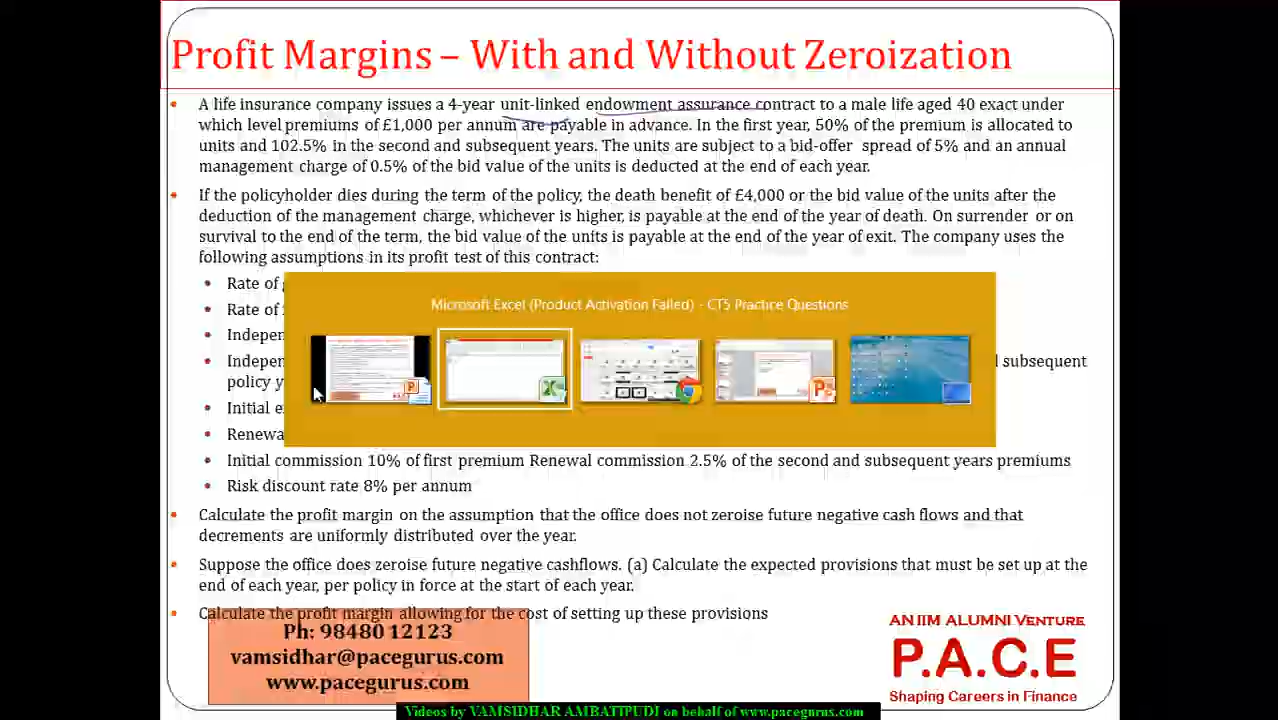 Profit Margins – With and Without Zeroization
A life insurance company issues a 4-year unit-linked endowment assurance contract to a male life aged 40 exact under
which level premiums of £1,000 per annum are payable in advance. In the first year, 50% of the premium is allocated to
units and 102.5% in the second and subsequent years. The units are subject to a bid-offer spread of 5% and an annual
management charge of 0.5% of the bid value of the units is deducted at the end of each year.
If the policyholder dies during the term of the policy, the death benefit of £4,000 or the bid value of the units after the
deduction of the management charge, whichever is higher, is payable at the end of the year of death. On surrender or on
survival to the end of the term, the bid value of the units is payable at the end of the year of exit. The company uses the
following assumptions in its profit test of this contract:
Rate of
Microsoft Excel (Product Activation Failed) - CT5 Practice Questions
Rate of
Indepen
Indepen d subsequent
policy y
Initial e
Renewa
Initial commission 10% of first premium Renewal commission 2.5% of the second and subsequent years premiums
Risk discount rate 8% per annum
Calculate the profit margin on the assumption that the office does not zeroise future negative cash flows and that
decrements are uniformly distributed over the year.
Suppose the office does zeroise future negative cashflows. (a) Calculate the expected provisions that must be set up at the
end of each year, per policy in force at the start of each year.
Calculate the profit margin allowing for the cost of setting up these provisions
Ph: 98480 12123
vamsidhar@pacegurus.com
www.pacegurus.com
AN IIM ALUMNI VENTURE
P.A.C.E
Shaping Careers in Finance
Videos by VAMSIDHAR AMBATIPUDI on behalf of www.pacegurus.com